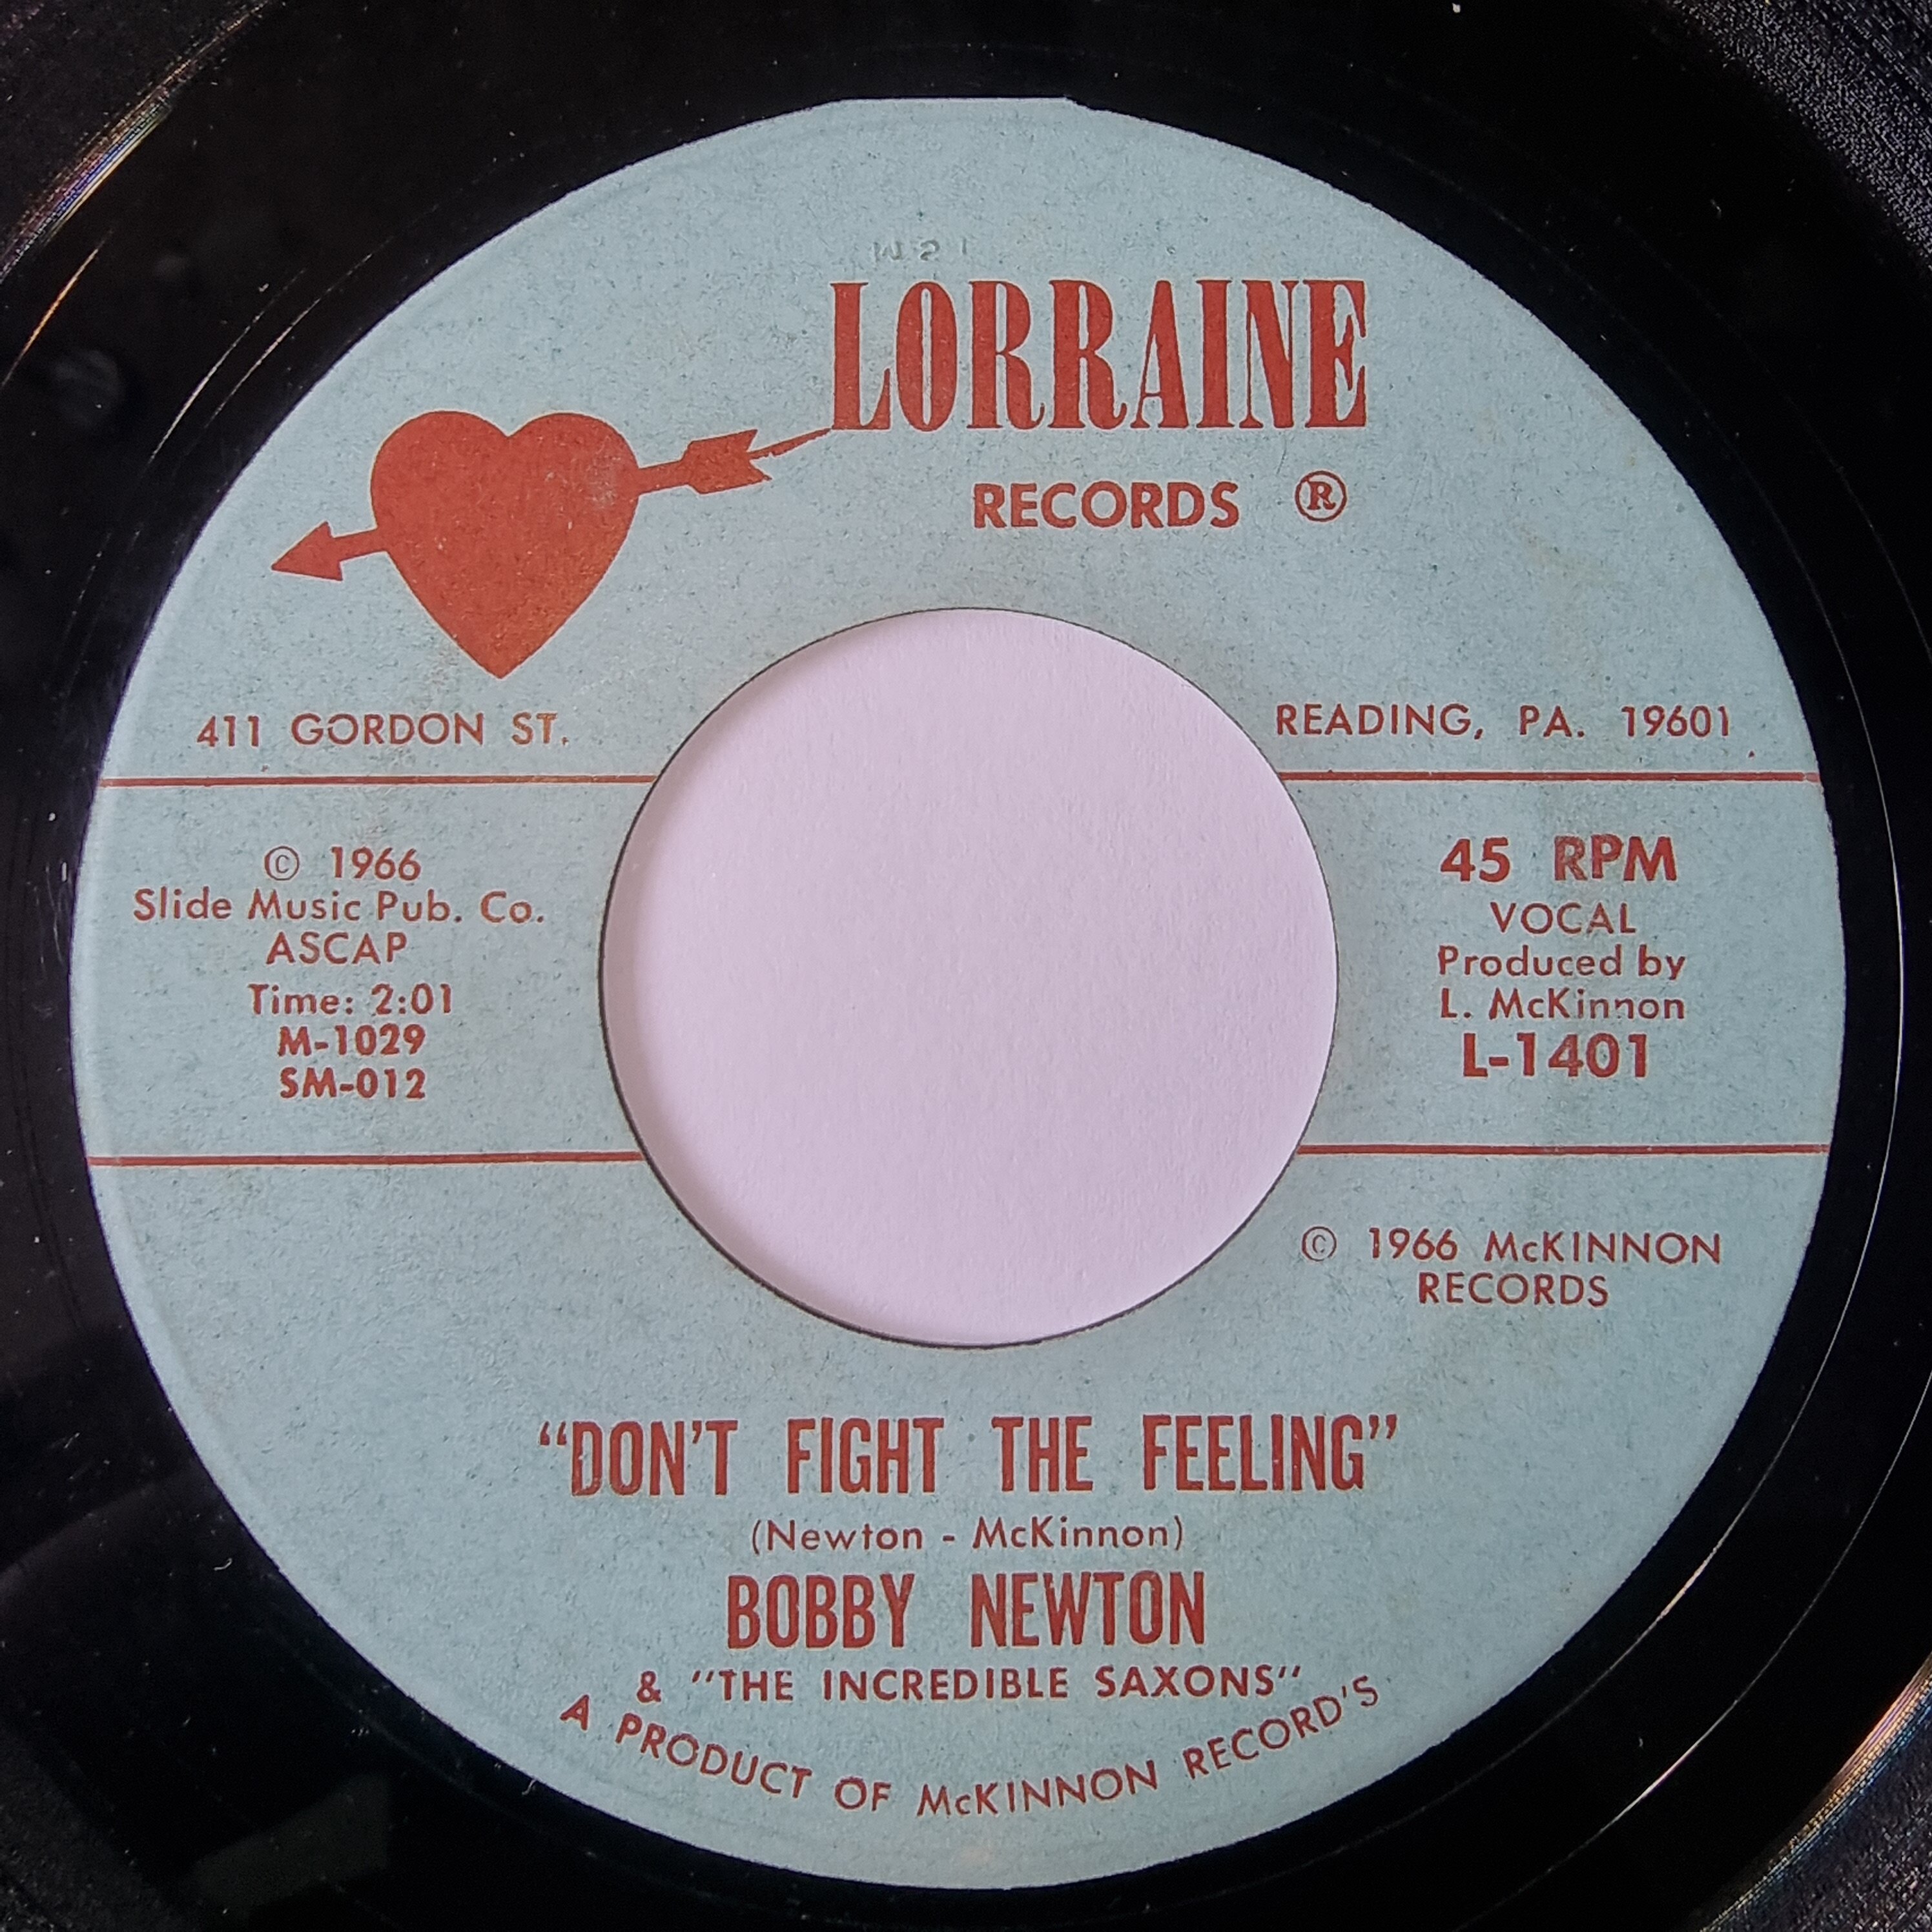 LORRAINE
RECORDS ®
411 GORDON ST.
READING, PA. 19601
© 1966
Slide Music Pub. Co.
ASCAP
Time: 2:01
M-1029
SM-012
45 RPM
VOCAL
Produced by
L. McKinnon
L-1401
© 1966 McKINNON
RECORDS
“DON'T FIGHT THE FEELING”
(Newton - McKinnon)
BOBBY NEWTON
& "THE INCREDIBLE SAXONS"
A PRODUCT OF McKINNON RECORD'S